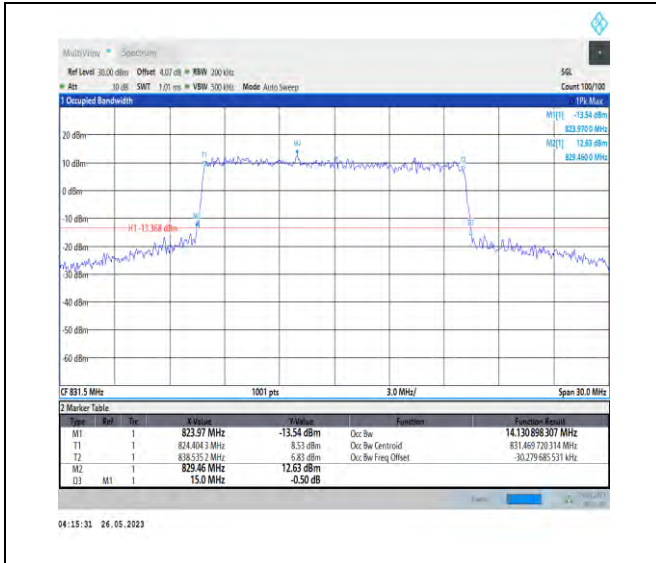 MultiView Spectrum
Ref Level 30.00 dBm Offset 4.07 dB RBW 200 kHz SGL
Att 30 dB SWT 1.01 ms VBW 500 kHz Mode Auto Sweep Count 100/100
1 Occupied Bandwidth 1Pk Max
M1[1] -13.54 dBm
823.970 0 MHz
M2[1] 12.63 dBm
829.460 0 MHz
20 dBm
M2
T1
10 dBm
0 dBm
-10 dBm
H1 -13.368 dBm
-20 dBm
-30 dBm
-40 dBm
-50 dBm
-60 dBm
CF 831.5 MHz 1001 pts 3.0 MHz/ Span 30.0 MHz
2 Marker Table
Type Ref Trc X-Value Y-Value Function Function Result
M1 1 823.97 MHz -13.54 dBm Occ Bw 14.130 898 307 MHz
T1 1 824.404 3 MHz 8.53 dBm Occ Bw Centroid 831.469 720 314 MHz
T2 1 838.535 2 MHz 6.83 dBm Occ Bw Freq Offset -30.279 685 531 kHz
M2 1 829.46 MHz 12.63 dBm
D3 M1 1 15.0 MHz -0.50 dB
04:15:31 26.05.2023